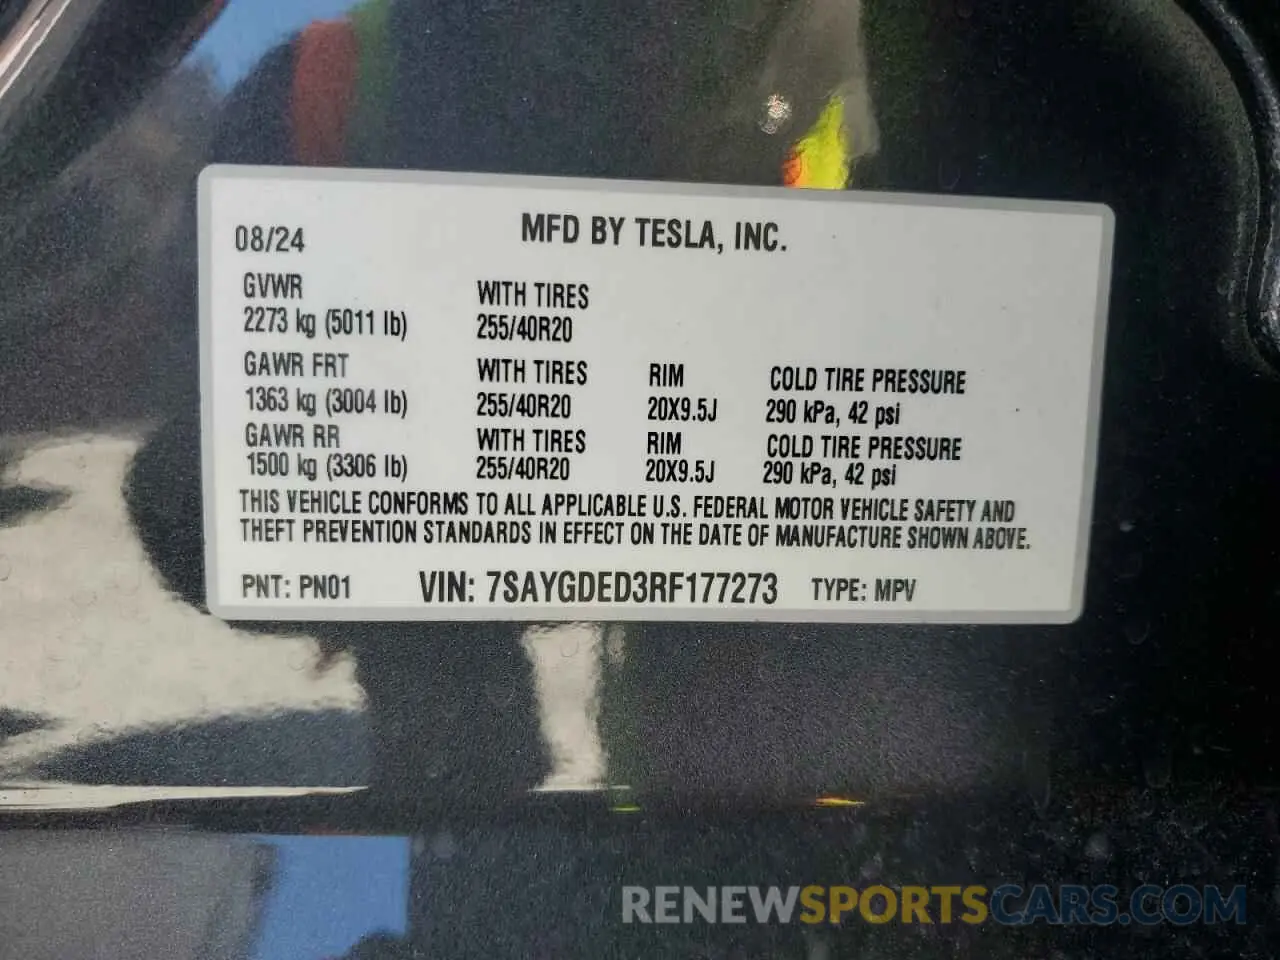 08/24 MFD BY TESLA, INC.
GVWR WITH TIRES
2273 kg (5011 lb) 255/40R20
GAWR FRT WITH TIRES RIM COLD TIRE PRESSURE
1363 kg (3004 lb) 255/40R20 20X9.5J 290 kPa, 42 psi
GAWR RR WITH TIRES RIM COLD TIRE PRESSURE
1500 kg (3306 lb) 255/40R20 20X9.5J 290 kPa, 42 psi
THIS VEHICLE CONFORMS TO ALL APPLICABLE U.S. FEDERAL MOTOR VEHICLE SAFETY AND
THEFT PREVENTION STANDARDS IN EFFECT ON THE DATE OF MANUFACTURE SHOWN ABOVE.
PNT: PN01 VIN: 7SAYGDED3RF177273 TYPE: MPV
RENEWSPORTSCARS.COM